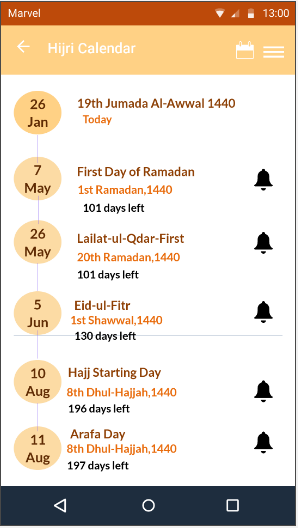 Marvel 13:00
Hijri Calendar
26 Jan
19th Jumada Al-Awwal 1440
Today
7 May
First Day of Ramadan
1st Ramadan,1440
101 days left
26 May
Lailat-ul-Qdar-First
20th Ramadan,1440
101 days left
5 Jun
Eid-ul-Fitr
1st Shawwal,1440
130 days left
10 Aug
Hajj Starting Day
8th Dhul-Hajjah,1440
196 days left
11 Aug
Arafa Day
8th Dhul-Hajjah,1440
197 days left